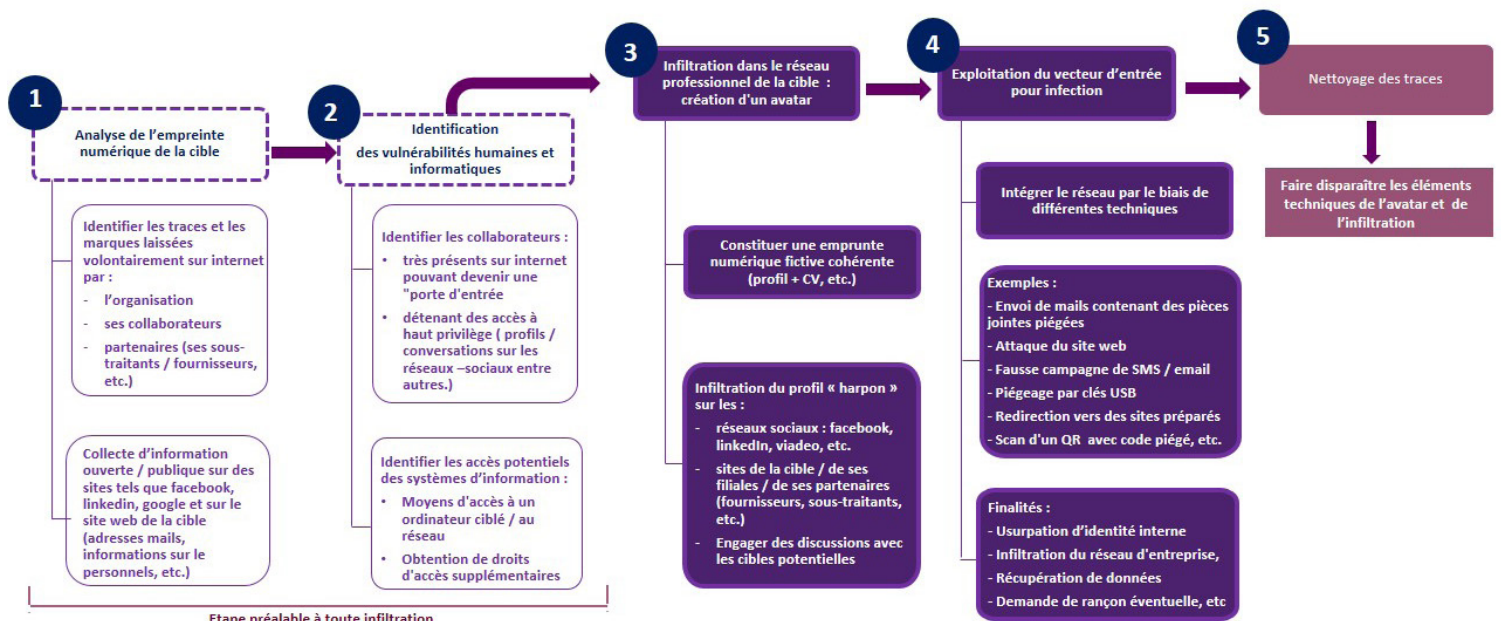 1
Analyse de l’empreinte
numérique de la cible
Identifier les traces et les
marques laissées
volontairement sur internet
par :
- l’organisation
- ses collaborateurs
- partenaires (ses sous-
traitants / fournisseurs,
etc.)
Collecte d’information
ouverte / publique sur des
sites tels que facebook,
linkedin, google et sur le
site web de la cible
(adresses mails,
informations sur le
personnels, etc.)
2
Identification
des vulnérabilités humaines et
informatiques
Identifier les collaborateurs :
• très présents sur internet
pouvant devenir une
"porte d'entrée
• détenant des accès à
haut privilège ( profils /
conversations sur les
réseaux –sociaux entre
autres.)
Identifier les accès potentiels
des systèmes d’information :
• Moyens d'accès à un
ordinateur ciblé / au
réseau
• Obtention de droits
d'accès supplémentaires
Etape préalable à toute infiltration
3
Infiltration dans le réseau
professionnel de la cible :
création d'un avatar
Constituer une emprunte
numérique fictive cohérente
(profil + CV, etc.)
Infiltration du profil « harpon »
sur les :
- réseaux sociaux : facebook,
linkedIn, viadeo, etc.
- sites de la cible / de ses
filiales / de ses partenaires
(fournisseurs, sous-traitants,
etc.)
- Engager des discussions avec
les cibles potentielles
4
Exploitation du vecteur d’entrée
pour infection
Intégrer le réseau par le biais de
différentes techniques
Exemples :
- Envoi de mails contenant des pièces
jointes piégées
- Attaque du site web
- Fausse campagne de SMS / email
- Piégeage par clés USB
- Redirection vers des sites préparés
- Scan d'un QR avec code piégé, etc.
Finalités :
- Usurpation d’identité interne
- Infiltration du réseau d'entreprise,
- Récupération de données
- Demande de rançon éventuelle, etc
5
Nettoyage des traces
Faire disparaître les éléments
techniques de l’avatar et de
l’infiltration